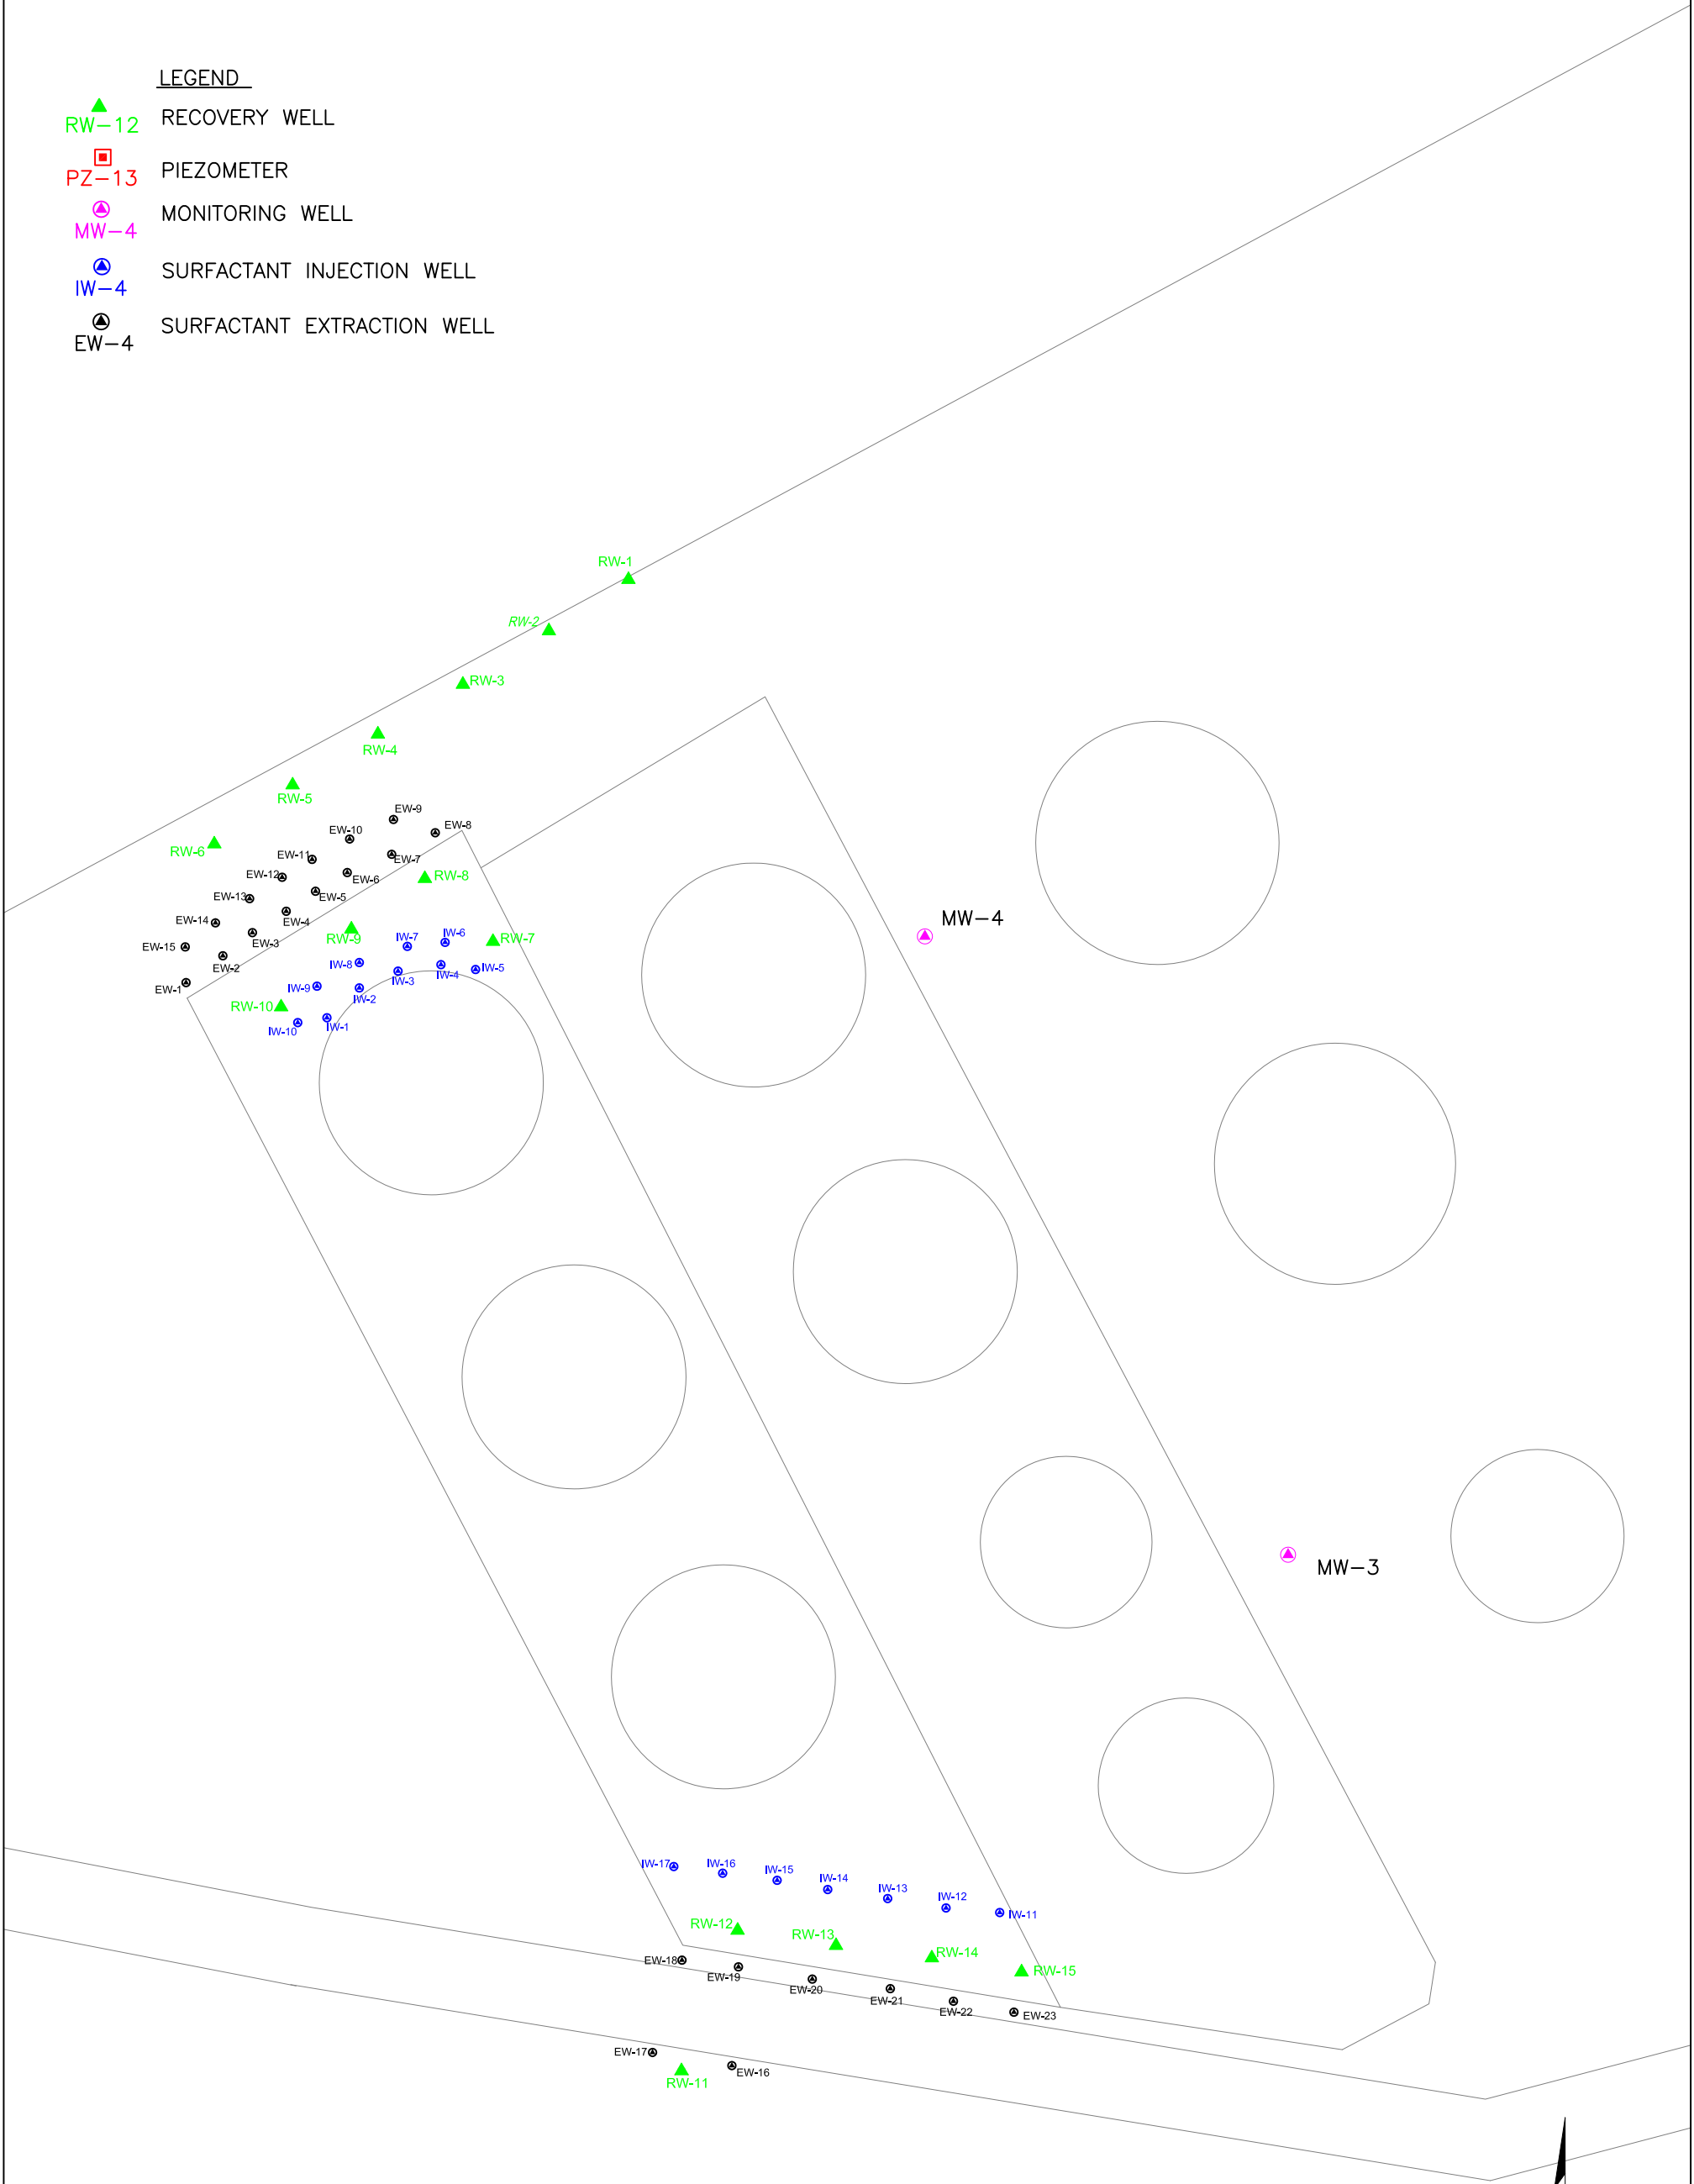 LEGEND
RW-12 RECOVERY WELL
PZ-13 PIEZOMETER
MW-4 MONITORING WELL
IW-4 SURFACTANT INJECTION WELL
EW-4 SURFACTANT EXTRACTION WELL
RW-1
RW-2
RW-3
RW-4
RW-5
EW-9
EW-8
EW-10
RW-6
EW-11
EW-7
EW-12
EW-6
RW-8
EW-13
EW-5
EW-4
MW-4
EW-14
RW-9
IW-7
IW-6
RW-7
EW-15
EW-3
IW-8
EW-2
IW-4
IW-5
IW-3
EW-1
IW-9
IW-2
RW-10
IW-10
IW-1
MW-3
IW-17
IW-16
IW-15
IW-14
IW-13
IW-12
IW-11
RW-12
RW-13
RW-14
RW-15
EW-18
EW-19
EW-20
EW-21
EW-22
EW-23
EW-17
EW-16
RW-11